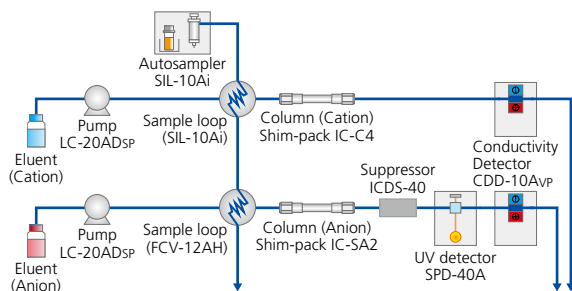 Autosampler
SIL-10Ai
Pump
LC-20ADSP
Eluent
(Cation)
Sample loop
(SIL-10Ai)
Column (Cation)
Shim-pack IC-C4
Conductivity
Detector
CDD-10AVP
Suppressor
ICDS-40
Pump
LC-20ADSP
Eluent
(Anion)
Sample loop
(FCV-12AH)
Column (Anion)
Shim-pack IC-SA2
UV detector
SPD-40A